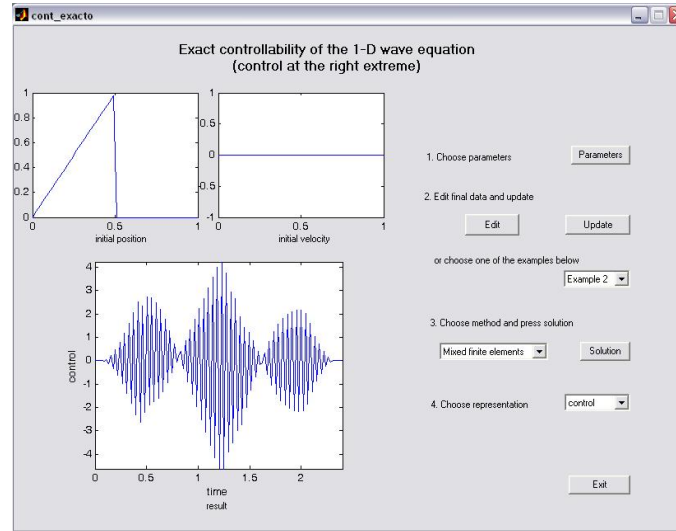 cont_exacto
Exact controllability of the 1-D wave equation
(control at the right extreme)
1
0.8
0.6
0.4
0.2
0
0 0.5 1
initial position
1
0.5
0
-0.5
-1
0 0.5 1
initial velocity
1. Choose parameters
Parameters
2. Edit final data and update
Edit Update
or choose one of the examples below
Example 2
3. Choose method and press solution
Mixed finite elements Solution
4. Choose representation control
Exit
4
3
2
1
0
-1
-2
-3
-4
control
0 0.5 1 1.5 2
time
result